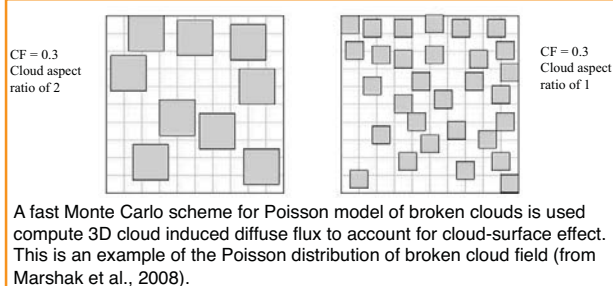 CF = 0.3
Cloud aspect
ratio of 2
CF = 0.3
Cloud aspect
ratio of 1
A fast Monte Carlo scheme for Poisson model of broken clouds is used
compute 3D cloud induced diffuse flux to account for cloud-surface effect.
This is an example of the Poisson distribution of broken cloud field (from
Marshak et al., 2008).